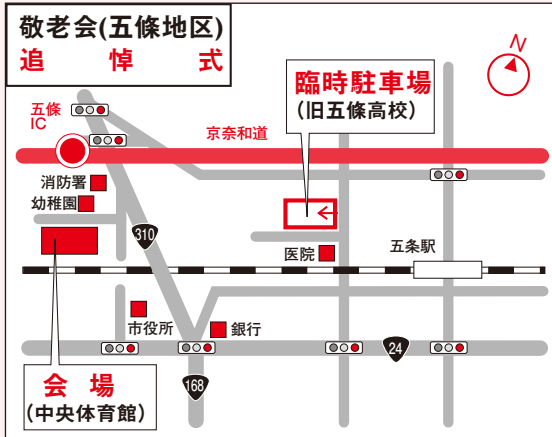 敬老会(五條地区)
追悼式
N
臨時駐車場
(旧五條高校)
五條
IC
京奈和道
消防署
幼稚園
310
医院
五条駅
市役所
銀行
24
168
会場
(中央体育館)